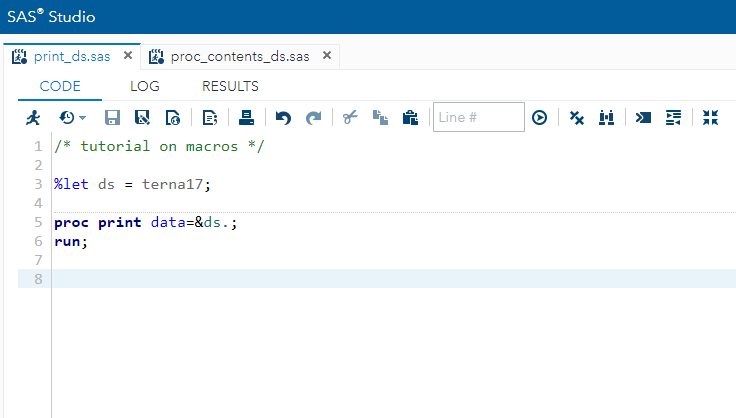 SAS® Studio
print_ds.sas × proc_contents_ds.sas ×
CODE LOG RESULTS
Line #
1 /* tutorial on macros */
2
3 %let ds = terna17;
4
5 proc print data=&ds.;
6 run;
7
8